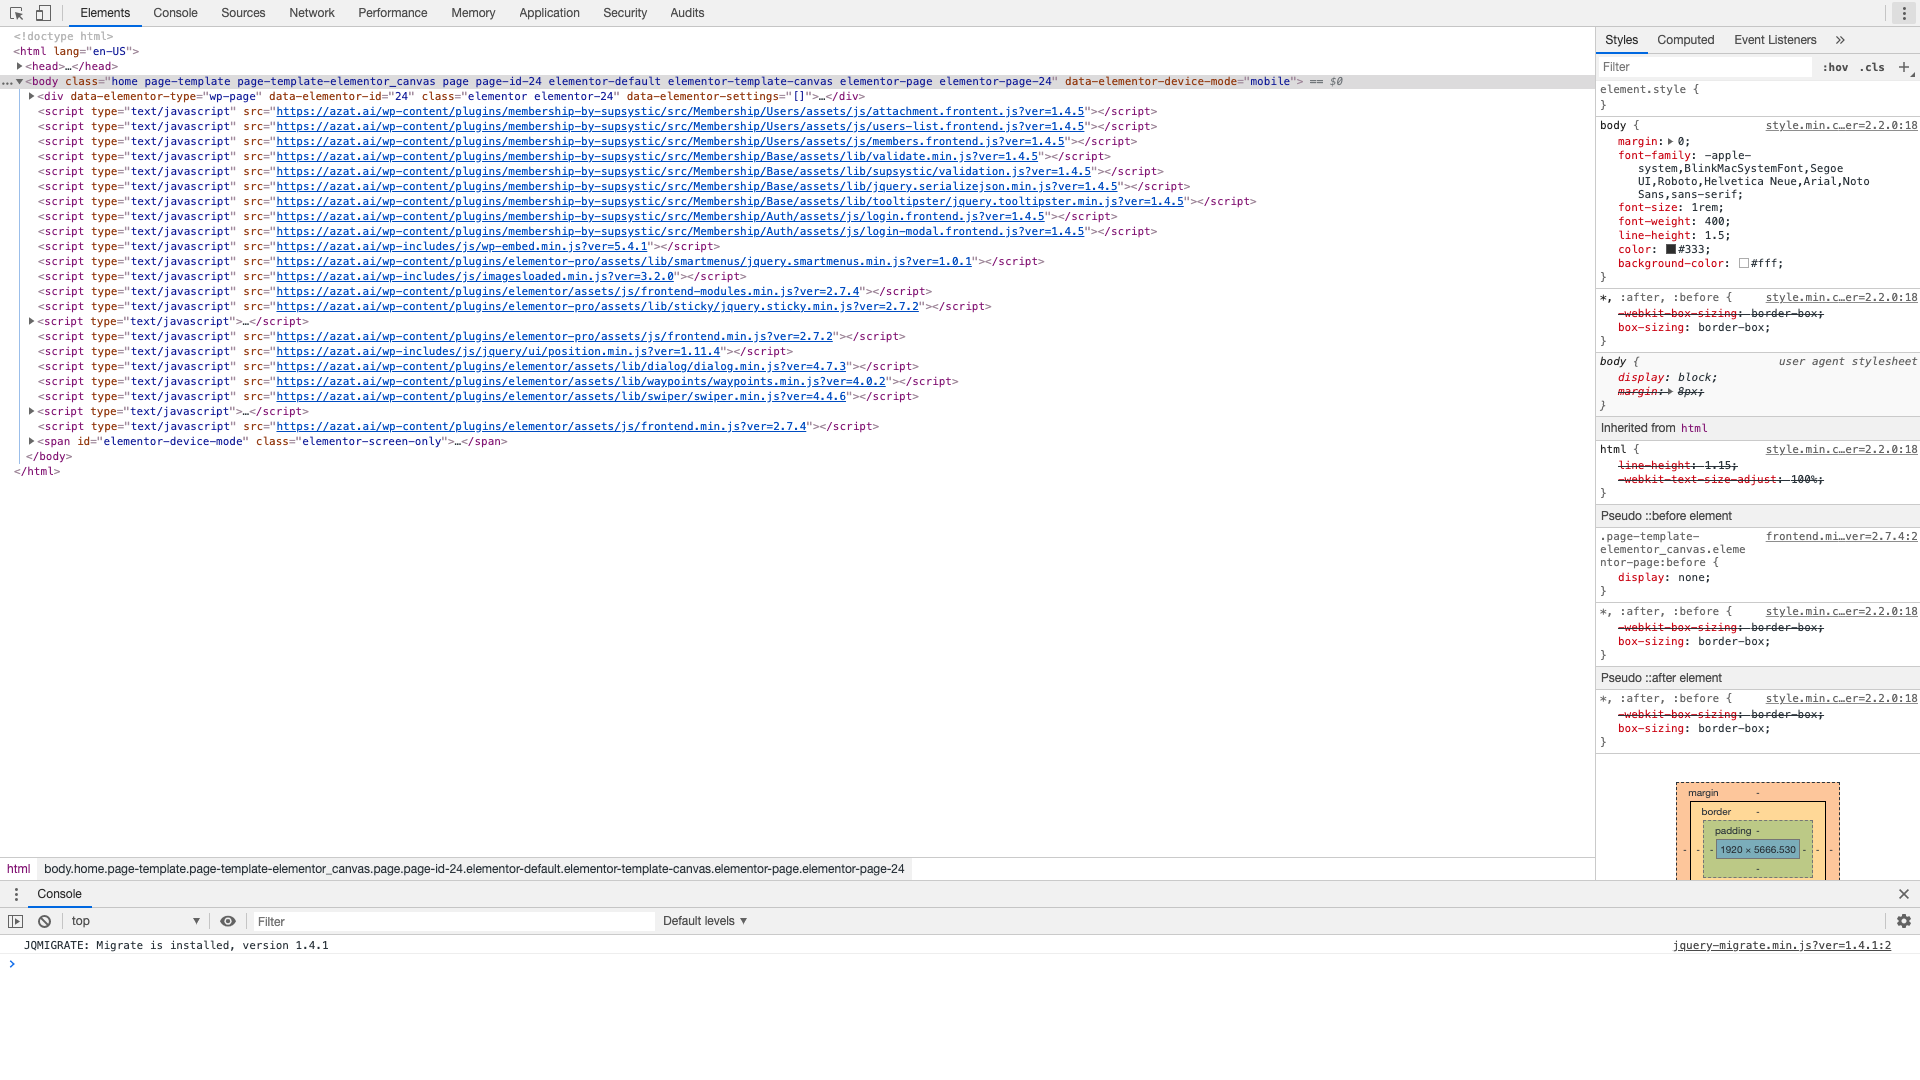 Elements Console Sources Network Performance Memory Application Security Audits
<!doctype html>
<html lang="en-US">
<head>…</head>
…<body class="home page-template page-template-elementor_canvas page page-id-24 elementor-default elementor-template-canvas elementor-page elementor-page-24" data-elementor-device-mode="mobile"> == $0
<div data-elementor-type="wp-page" data-elementor-id="24" class="elementor elementor-24" data-elementor-settings="[]">…</div>
<script type="text/javascript" src="https://azat.ai/wp-content/plugins/membership-by-supsystic/src/Membership/Users/assets/js/attachment.frontent.js?ver=1.4.5"></script>
<script type="text/javascript" src="https://azat.ai/wp-content/plugins/membership-by-supsystic/src/Membership/Users/assets/js/users-list.frontend.js?ver=1.4.5"></script>
<script type="text/javascript" src="https://azat.ai/wp-content/plugins/membership-by-supsystic/src/Membership/Users/assets/js/members.frontend.js?ver=1.4.5"></script>
<script type="text/javascript" src="https://azat.ai/wp-content/plugins/membership-by-supsystic/src/Membership/Base/assets/lib/validate.min.js?ver=1.4.5"></script>
<script type="text/javascript" src="https://azat.ai/wp-content/plugins/membership-by-supsystic/src/Membership/Base/assets/lib/supsystic/validation.js?ver=1.4.5"></script>
<script type="text/javascript" src="https://azat.ai/wp-content/plugins/membership-by-supsystic/src/Membership/Base/assets/lib/jquery.serializejson.min.js?ver=1.4.5"></script>
<script type="text/javascript" src="https://azat.ai/wp-content/plugins/membership-by-supsystic/src/Membership/Base/assets/lib/tooltipster/jquery.tooltipster.min.js?ver=1.4.5"></script>
<script type="text/javascript" src="https://azat.ai/wp-content/plugins/membership-by-supsystic/src/Membership/Auth/assets/js/login.frontend.js?ver=1.4.5"></script>
<script type="text/javascript" src="https://azat.ai/wp-content/plugins/membership-by-supsystic/src/Membership/Auth/assets/js/login-modal.frontend.js?ver=1.4.5"></script>
<script type="text/javascript" src="https://azat.ai/wp-includes/js/wp-embed.min.js?ver=5.4.1"></script>
<script type="text/javascript" src="https://azat.ai/wp-content/plugins/elementor-pro/assets/lib/smartmenus/jquery.smartmenus.min.js?ver=1.0.1"></script>
<script type="text/javascript" src="https://azat.ai/wp-includes/js/imagesloaded.min.js?ver=3.2.0"></script>
<script type="text/javascript" src="https://azat.ai/wp-content/plugins/elementor/assets/js/frontend-modules.min.js?ver=2.7.4"></script>
<script type="text/javascript" src="https://azat.ai/wp-content/plugins/elementor-pro/assets/lib/sticky/jquery.sticky.min.js?ver=2.7.2"></script>
<script type="text/javascript">…</script>
<script type="text/javascript" src="https://azat.ai/wp-content/plugins/elementor-pro/assets/js/frontend.min.js?ver=2.7.2"></script>
<script type="text/javascript" src="https://azat.ai/wp-includes/js/jquery/ui/position.min.js?ver=1.11.4"></script>
<script type="text/javascript" src="https://azat.ai/wp-content/plugins/elementor/assets/lib/dialog/dialog.min.js?ver=4.7.3"></script>
<script type="text/javascript" src="https://azat.ai/wp-content/plugins/elementor/assets/lib/waypoints/waypoints.min.js?ver=4.0.2"></script>
<script type="text/javascript" src="https://azat.ai/wp-content/plugins/elementor/assets/lib/swiper/swiper.min.js?ver=4.4.6"></script>
<script type="text/javascript">…</script>
<script type="text/javascript" src="https://azat.ai/wp-content/plugins/elementor/assets/js/frontend.min.js?ver=2.7.4"></script>
<span id="elementor-device-mode" class="elementor-screen-only">…</span>
</body>
</html>
html body.home.page-template.page-template-elementor_canvas.page.page-id-24.elementor-default.elementor-template-canvas.elementor-page.elementor-page-24
Styles Computed Event Listeners »
Filter :hov .cls +
element.style {
}
body { style.min.c…er=2.2.0:18
margin: 0;
font-family: -apple-
system,BlinkMacSystemFont,Segoe
UI,Roboto,Helvetica Neue,Arial,Noto
Sans,sans-serif;
font-size: 1rem;
font-weight: 400;
line-height: 1.5;
color: #333;
background-color: #fff;
}
*, :after, :before { style.min.c…er=2.2.0:18
-webkit-box-sizing: border-box;
box-sizing: border-box;
}
body { user agent stylesheet
display: block;
margin: 8px;
}
Inherited from html
html { style.min.c…er=2.2.0:18
line-height: 1.15;
-webkit-text-size-adjust: 100%;
}
Pseudo ::before element
.page-template- frontend.mi…ver=2.7.4:2
elementor_canvas.eleme
ntor-page:before {
display: none;
}
*, :after, :before { style.min.c…er=2.2.0:18
-webkit-box-sizing: border-box;
box-sizing: border-box;
}
Pseudo ::after element
*, :after, :before { style.min.c…er=2.2.0:18
-webkit-box-sizing: border-box;
box-sizing: border-box;
}
margin -
border -
padding -
- - - 1920 × 5666.530 - - -
-
Console
top Filter Default levels
JQMIGRATE: Migrate is installed, version 1.4.1 jquery-migrate.min.js?ver=1.4.1:2